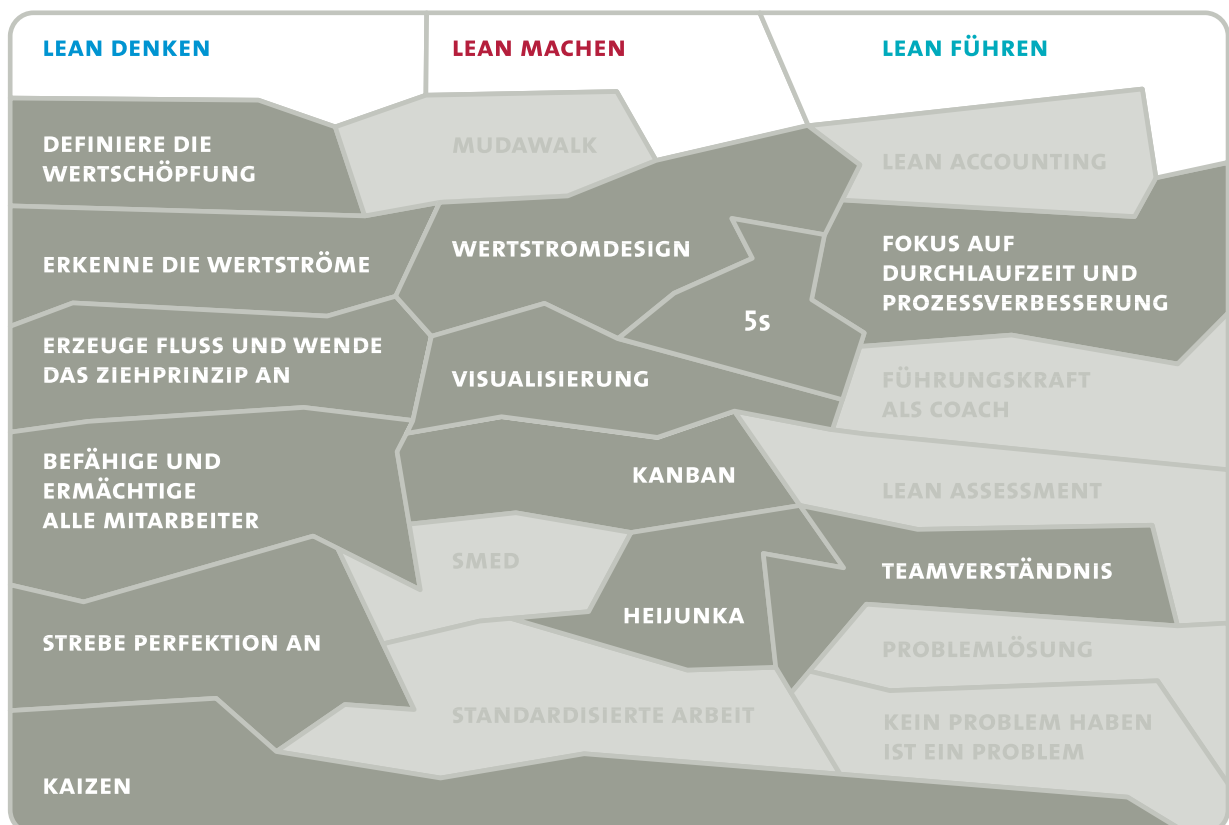 LEAN DENKEN
DEFINIERE DIE
WERTSCHÖPFUNG
ERKENNE DIE WERTSTRÖME
ERZEUGE FLUSS UND WENDE
DAS ZIEHPRINZIP AN
BEFÄHIGE UND
ERMÄCHTIGE
ALLE MITARBEITER
STREBE PERFEKTION AN
KAIZEN
LEAN MACHEN
MUDAWALK
WERTSTROMDESIGN
5s
VISUALISIERUNG
KANBAN
SMED
HEIJUNKA
STANDARDISIERTE ARBEIT
LEAN FÜHREN
LEAN ACCOUNTING
FOKUS AUF
DURCHLAUFZEIT UND
PROZESSVERBESSERUNG
FÜHRUNGSKRAFT
ALS COACH
LEAN ASSESSMENT
TEAMVERSTÄNDNIS
PROBLEMLÖSUNG
KEIN PROBLEM HABEN
IST EIN PROBLEM